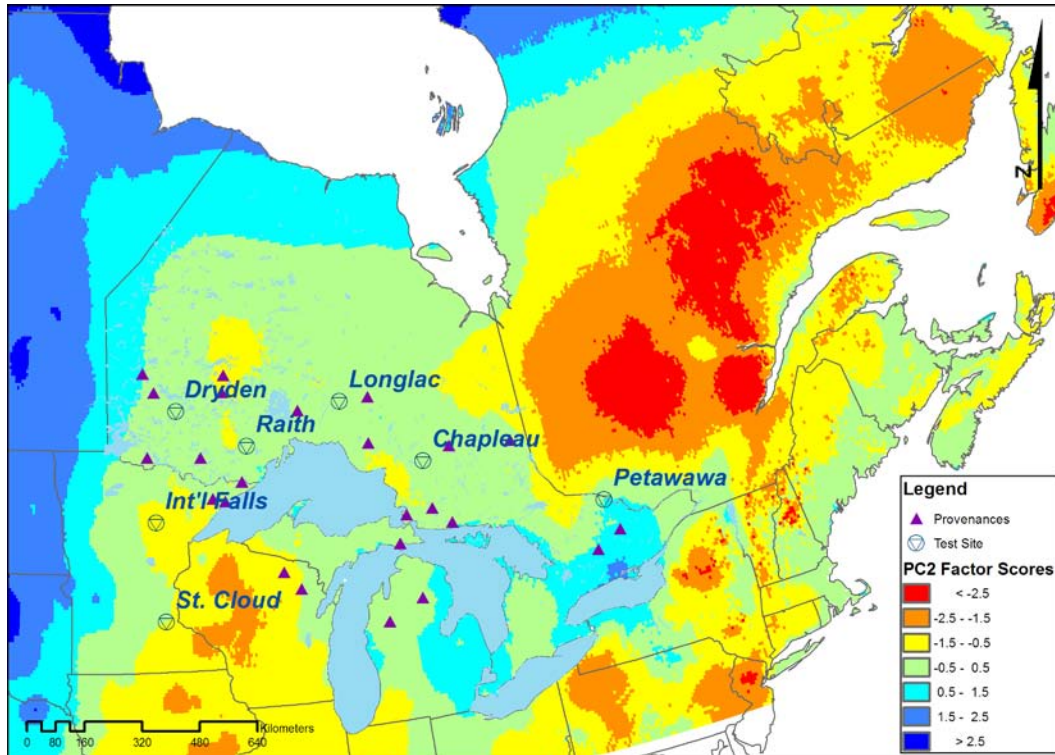 N
Dryden
Longlac
Raith
Chapleau
Petawawa
Int'l Falls
St. Cloud
Legend
Provenances
Test Site
PC2 Factor Scores
< -2.5
-2.5 - -1.5
-1.5 - -0.5
-0.5 - 0.5
0.5 - 1.5
1.5 - 2.5
> 2.5
Kilometers
0 80 160 320 480 640